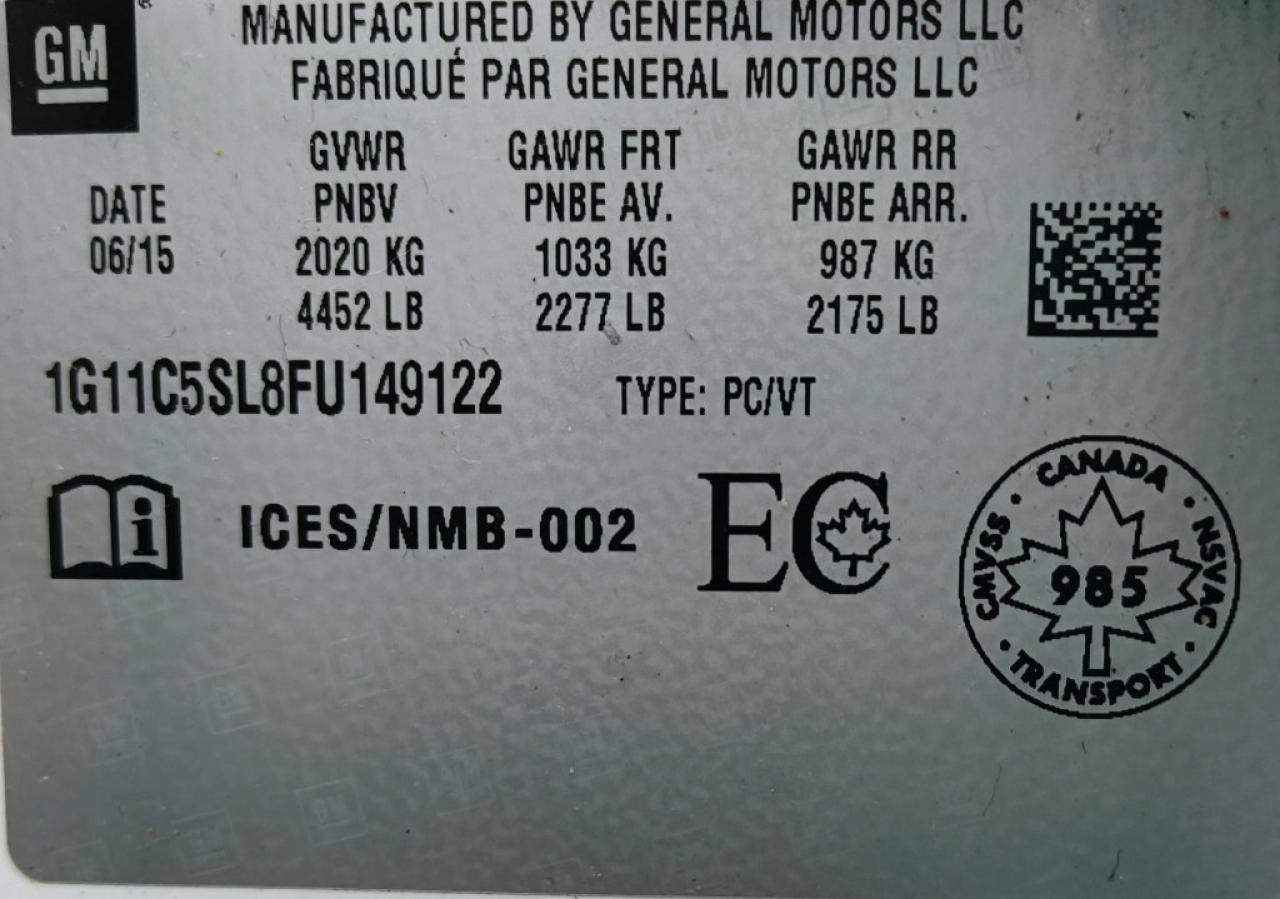 GM
MANUFACTURED BY GENERAL MOTORS LLC
FABRIQUÉ PAR GENERAL MOTORS LLC
GVWR GAWR FRT GAWR RR
DATE PNBV PNBE AV. PNBE ARR.
06/15 2020 KG 1033 KG 987 KG
4452 LB 2277 LB 2175 LB
1G11C5SL8FU149122 TYPE: PC/VT
i ICES/NMB-002 EC
CANADA
CMVSS 985 NSVAC
TRANSPORT